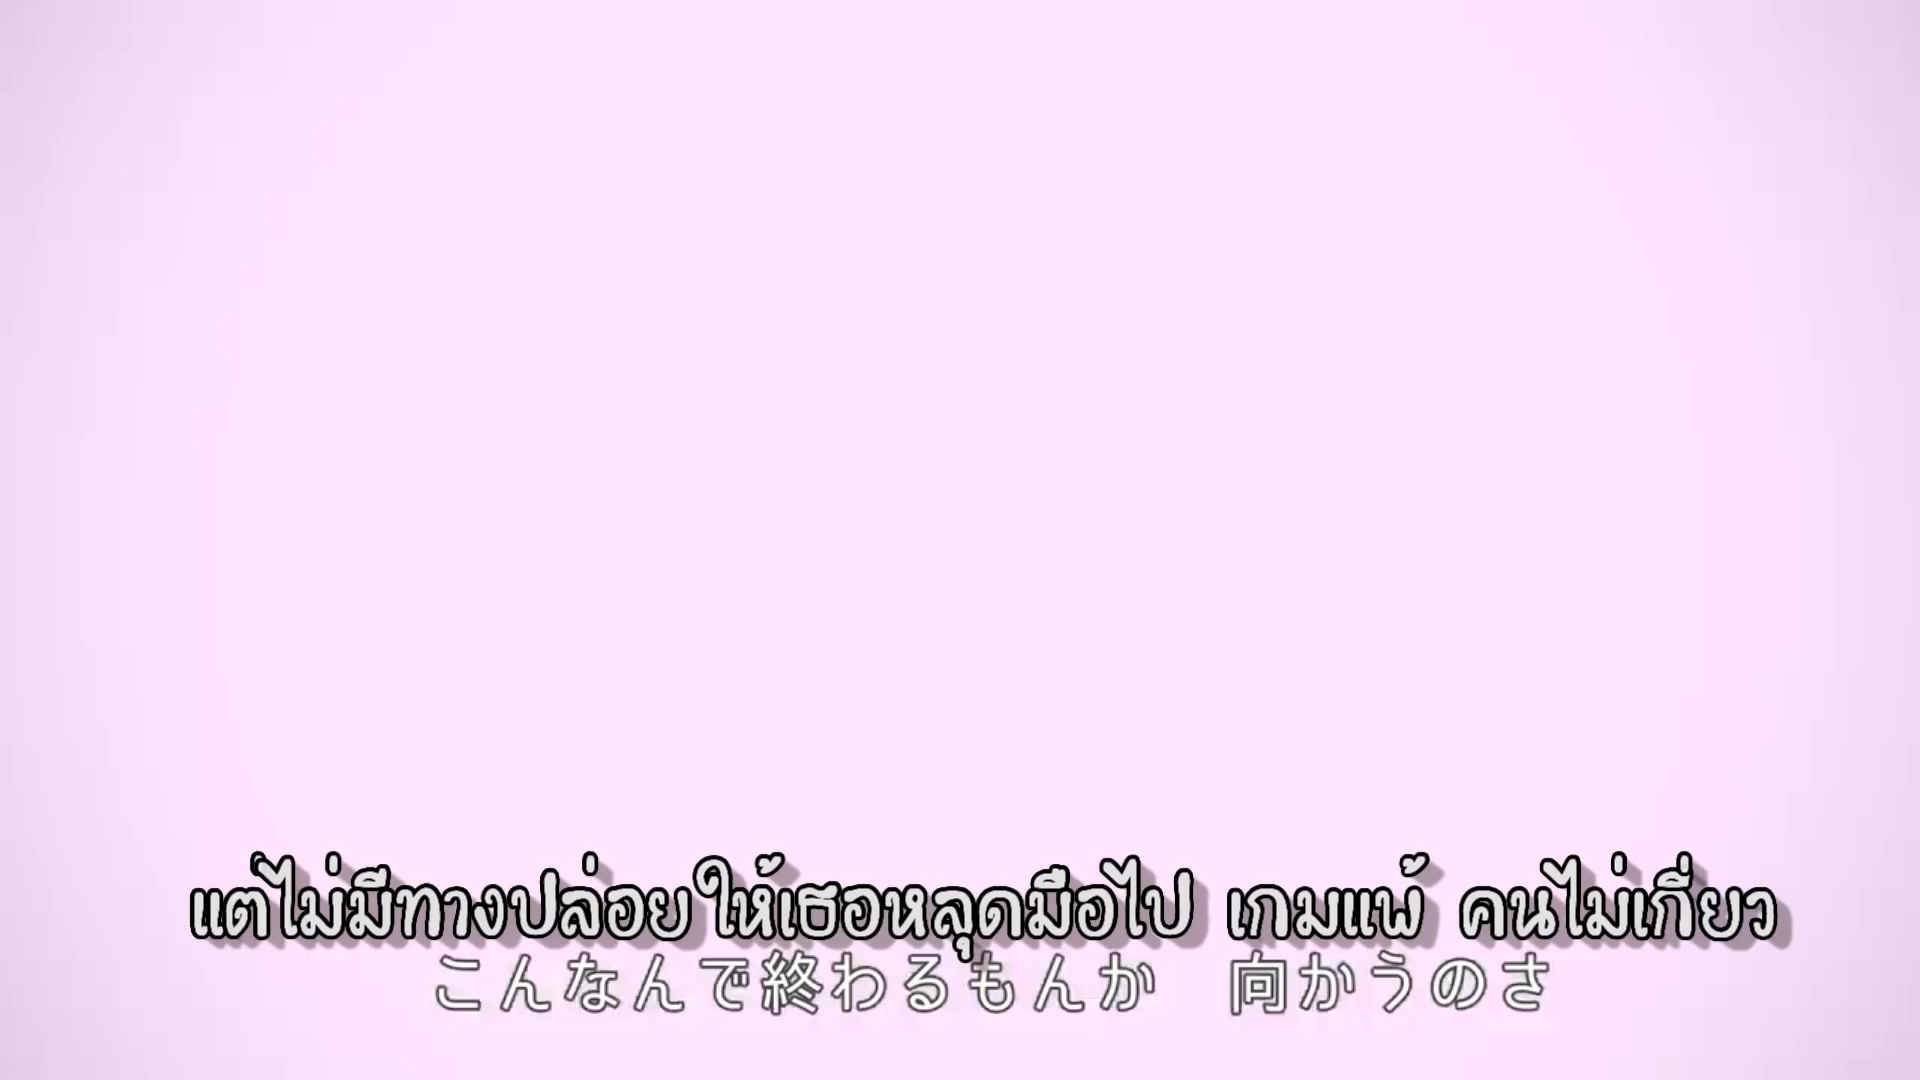 แต่ไม่มีทางปล่อยให้เธอหลุดมือไป เกมแพ้ คนไม่เกี่ยว
こんなんで終わるもんか　向かうのさ